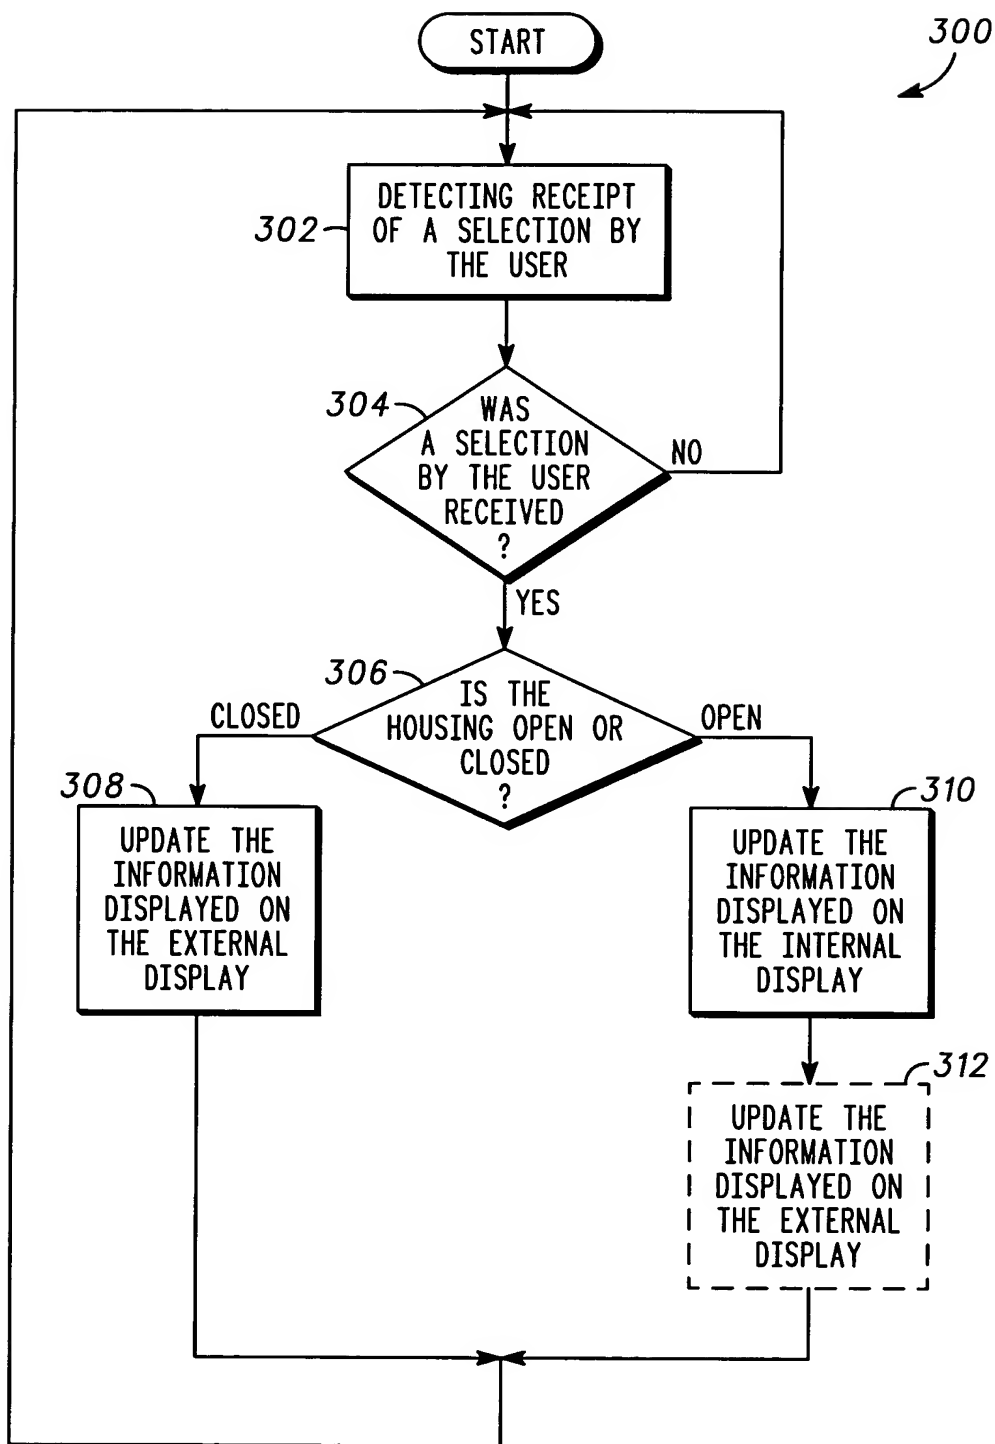 START
300
302
DETECTING RECEIPT
OF A SELECTION BY
THE USER
304
WAS
A SELECTION
BY THE USER
RECEIVED
?
NO
YES
306
IS THE
HOUSING OPEN OR
CLOSED
?
CLOSED
OPEN
308
UPDATE THE
INFORMATION
DISPLAYED ON
THE EXTERNAL
DISPLAY
310
UPDATE THE
INFORMATION
DISPLAYED ON
THE INTERNAL
DISPLAY
312
UPDATE THE
INFORMATION
DISPLAYED ON
THE EXTERNAL
DISPLAY